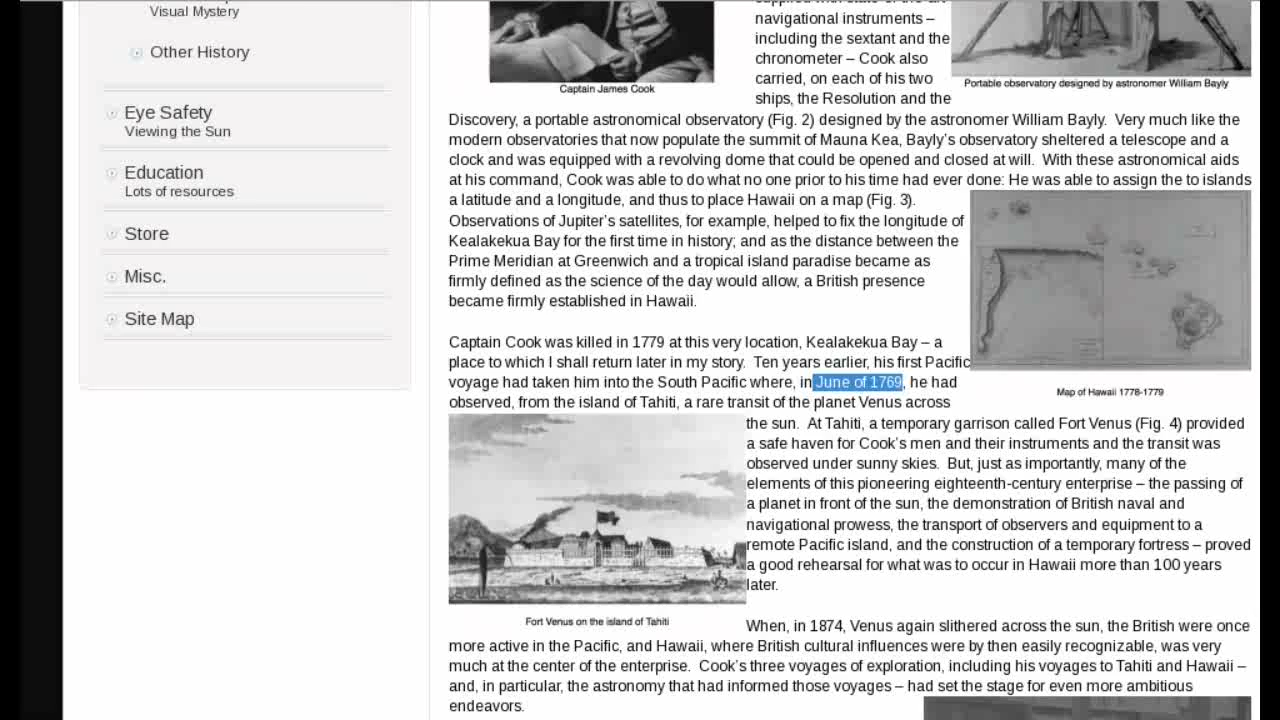 Visual Mystery
Other History
Eye Safety
Viewing the Sun
Education
Lots of resources
Store
Misc.
Site Map
navigational instruments –
including the sextant and the
chronometer – Cook also
carried, on each of his two
ships, the Resolution and the
Captain James Cook
Portable observatory designed by astronomer William Bayly
Discovery, a portable astronomical observatory (Fig. 2) designed by the astronomer William Bayly. Very much like the
modern observatories that now populate the summit of Mauna Kea, Bayly's observatory sheltered a telescope and a
clock and was equipped with a revolving dome that could be opened and closed at will. With these astronomical aids
at his command, Cook was able to do what no one prior to his time had ever done: He was able to assign the to islands
a latitude and a longitude, and thus to place Hawaii on a map (Fig. 3).
Observations of Jupiter's satellites, for example, helped to fix the longitude of
Kealakekua Bay for the first time in history; and as the distance between the
Prime Meridian at Greenwich and a tropical island paradise became as
firmly defined as the science of the day would allow, a British presence
became firmly established in Hawaii.
Captain Cook was killed in 1779 at this very location, Kealakekua Bay – a
place to which I shall return later in my story. Ten years earlier, his first Pacific
voyage had taken him into the South Pacific where, in June of 1769, he had
observed, from the island of Tahiti, a rare transit of the planet Venus across
Map of Hawaii 1778-1779
the sun. At Tahiti, a temporary garrison called Fort Venus (Fig. 4) provided
a safe haven for Cook's men and their instruments and the transit was
observed under sunny skies. But, just as importantly, many of the
elements of this pioneering eighteenth-century enterprise – the passing of
a planet in front of the sun, the demonstration of British naval and
navigational prowess, the transport of observers and equipment to a
remote Pacific island, and the construction of a temporary fortress – proved
a good rehearsal for what was to occur in Hawaii more than 100 years
later.
Fort Venus on the island of Tahiti
When, in 1874, Venus again slithered across the sun, the British were once
more active in the Pacific, and Hawaii, where British cultural influences were by then easily recognizable, was very
much at the center of the enterprise. Cook's three voyages of exploration, including his voyages to Tahiti and Hawaii –
and, in particular, the astronomy that had informed those voyages – had set the stage for even more ambitious
endeavors.